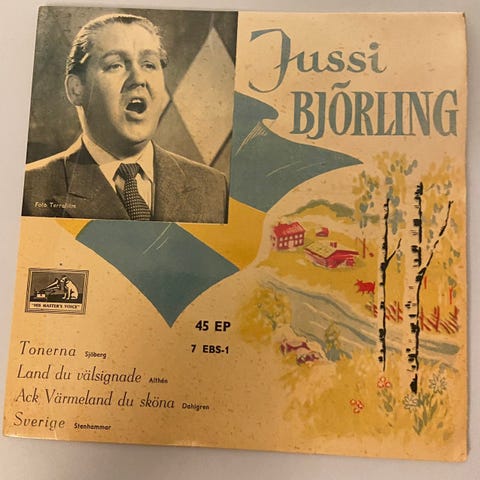 Jussi
BJÖRLING
Foto Terrafilm
"HIS MASTER'S VOICE"
45 EP
7 EBS-1
Tonerna Sjöberg
Land du välsignade Althén
Ack Värmeland du sköna Dahlgren
Sverige Stenhammar